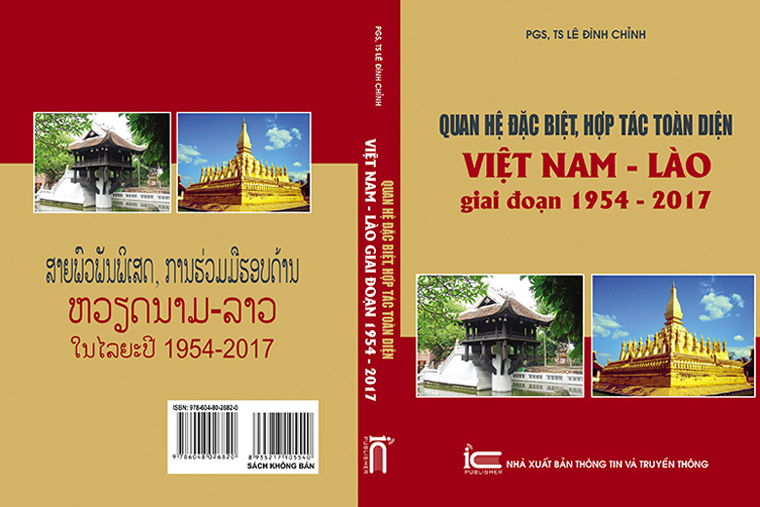 ສາຍພົວພັນພິເສດ, ການຮ່ວມມືຮອບດ້ານ
ຫວຽດນາມ-ລາວ
ໃນໄລຍະປີ 1954-2017
ISBN: 978-604-80-2682-0
9 786048 026820
8 935217 105540
SÁCH KHÔNG BÁN
PGS, TS LÊ ĐÌNH CHỈNH
QUAN HỆ ĐẶC BIỆT, HỢP TÁC TOÀN DIỆN
VIỆT NAM - LÀO GIAI ĐOẠN 1954 - 2017
iC
PUBLISHER
PGS, TS LÊ ĐÌNH CHỈNH
QUAN HỆ ĐẶC BIỆT, HỢP TÁC TOÀN DIỆN
VIỆT NAM - LÀO
giai đoạn 1954 - 2017
iC
PUBLISHER
NHÀ XUẤT BẢN THÔNG TIN VÀ TRUYỀN THÔNG